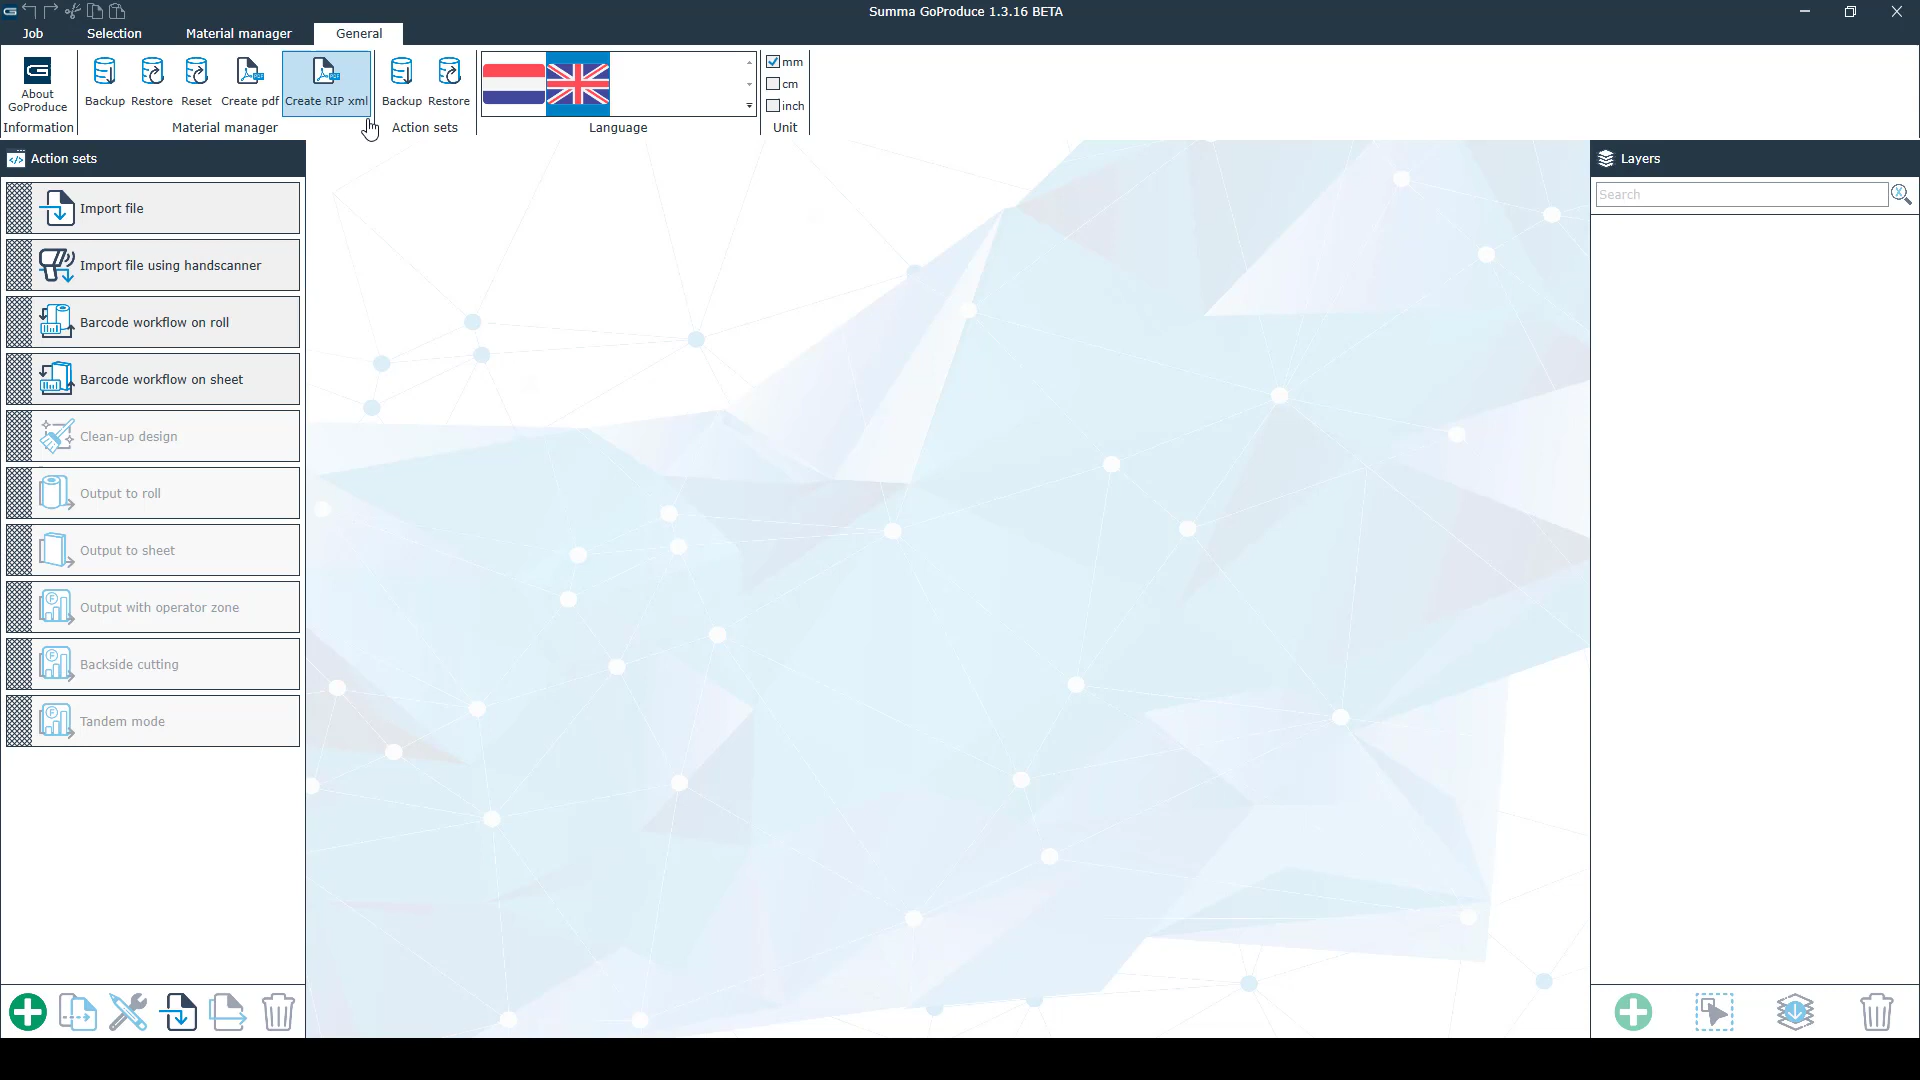 Summa GoProduce 1.3.16 BETA
Job
Selection
Material manager
General
About GoProduce
Backup
Restore
Reset
Create pdf
Create RIP xml
Backup
Restore
mm
cm
inch
Information
Material manager
Action sets
Language
Unit
Action sets
Import file
Import file using handscanner
Barcode workflow on roll
Barcode workflow on sheet
Clean-up design
Output to roll
Output to sheet
Output with operator zone
Backside cutting
Tandem mode
Layers
Search